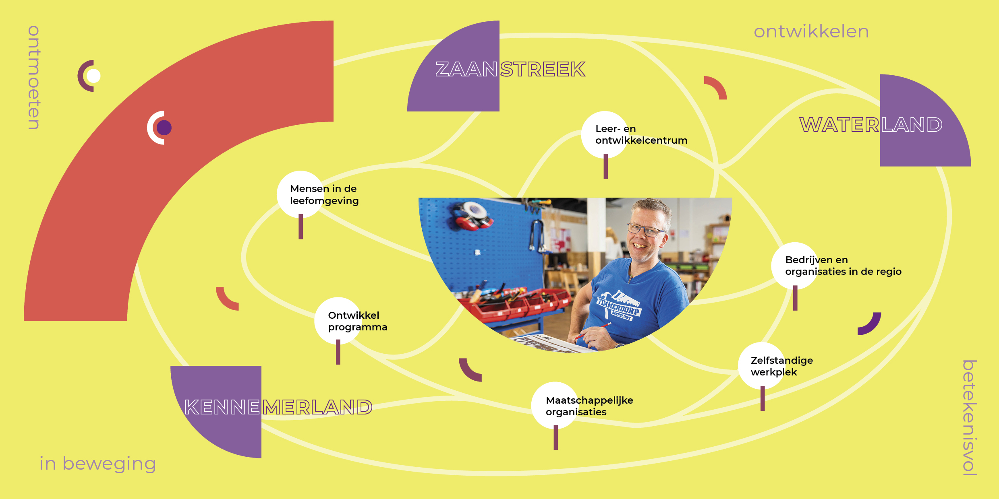 ontmoeten
ontwikkelen
ZAANSTREEK
WATERLAND
Leer- en
ontwikkelcentrum
Mensen in de
leefomgeving
Bedrijven en
organisaties in de regio
TIMMERDORP
AKERSLOOT
Ontwikkel
programma
Zelfstandige
werkplek
Maatschappelijke
organisaties
KENNEMERLAND
in beweging
betekenisvol